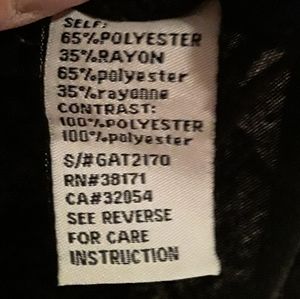 SELF:
65%POLYESTER
35%RAYON
65%polyester
35%rayonne
CONTRAST:
100%POLYESTER
100%polyester
S/#GAT2170
RN#38171
CA#32054
SEE REVERSE
FOR CARE
INSTRUCTION